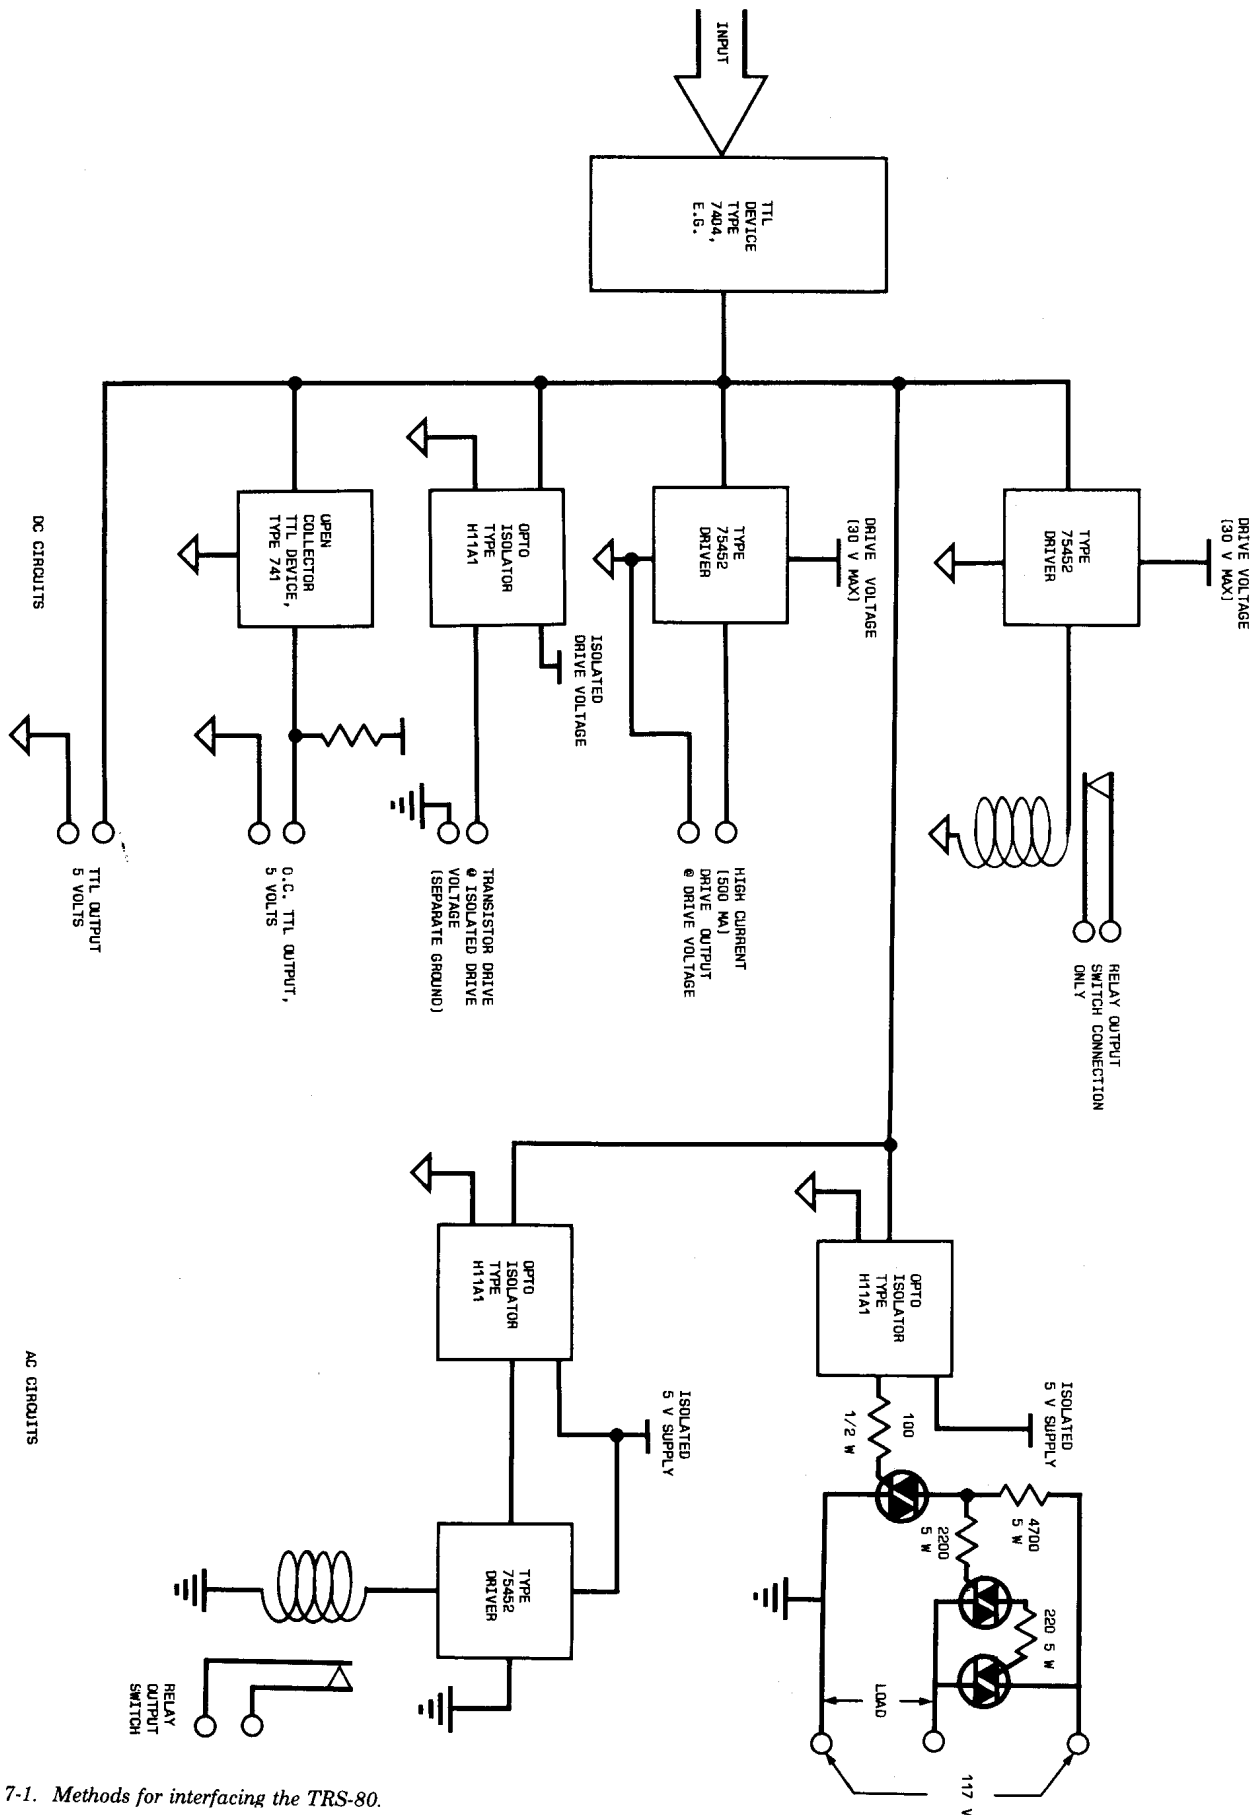 INPUT
TTL
DEVICE
TYPE
7404,
E.G.
DRIVE VOLTAGE
(30 V MAX)
TYPE
75452
DRIVER
RELAY OUTPUT
SWITCH CONNECTION
ONLY
DRIVE VOLTAGE
(30 V MAX)
TYPE
75452
DRIVER
HIGH CURRENT
(500 MA)
DRIVE OUTPUT
@ DRIVE VOLTAGE
OPTO
ISOLATOR
TYPE
H11A1
ISOLATED
DRIVE VOLTAGE
TRANSISTOR DRIVE
@ ISOLATED DRIVE
VOLTAGE
(SEPARATE GROUND)
OPEN
COLLECTOR
TTL DEVICE,
TYPE 741
O.C. TTL OUTPUT,
5 VOLTS
TTL OUTPUT
5 VOLTS
DC CIRCUITS
OPTO
ISOLATOR
TYPE
H11A1
ISOLATED
5 V SUPPLY
100
1/2 W
4700
5 W
2200
5 W
220 5 W
LOAD
117 V
OPTO
ISOLATOR
TYPE
H11A1
ISOLATED
5 V SUPPLY
TYPE
75452
DRIVER
RELAY
OUTPUT
SWITCH
AC CIRCUITS
7-1. Methods for interfacing the TRS-80.